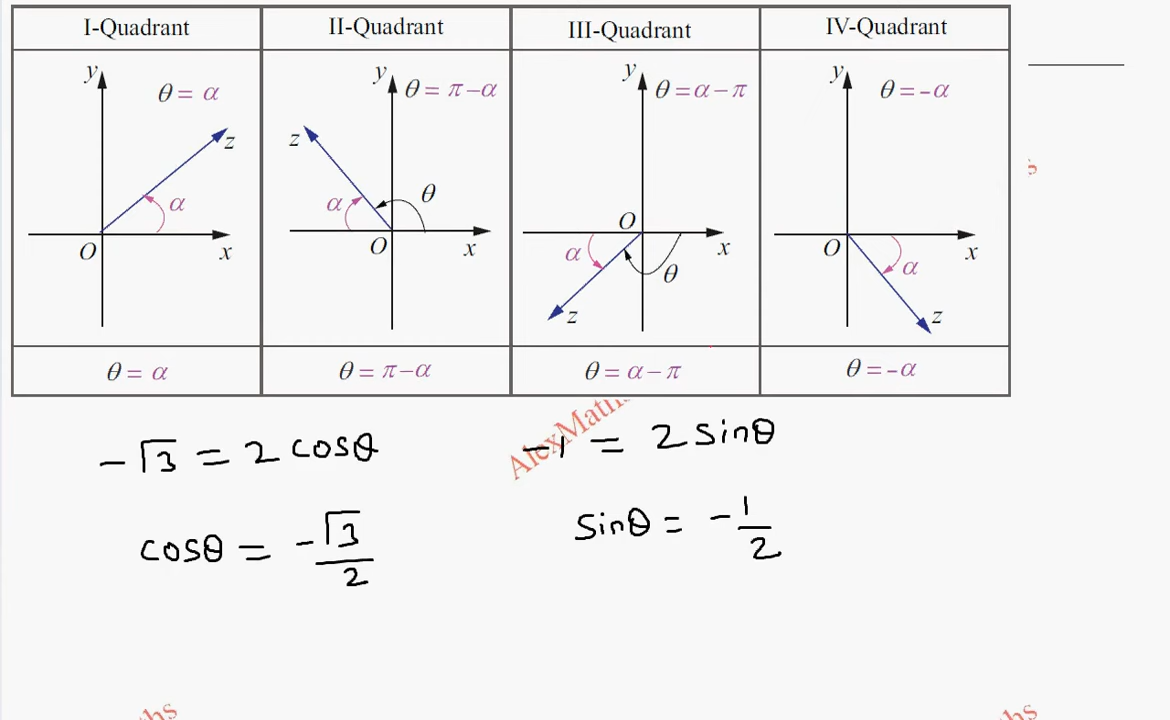 I-Quadrant II-Quadrant III-Quadrant IV-Quadrant
y θ = α z α O x
y θ = π−α z θ α O x
y θ = α−π O x α θ z
y θ = -α O x α z
θ = α θ = π−α θ = α−π θ = -α
AlexMaths
-√3 = 2 cosθ -1 = 2 sinθ
cosθ = -√3/2 sinθ = -1/2